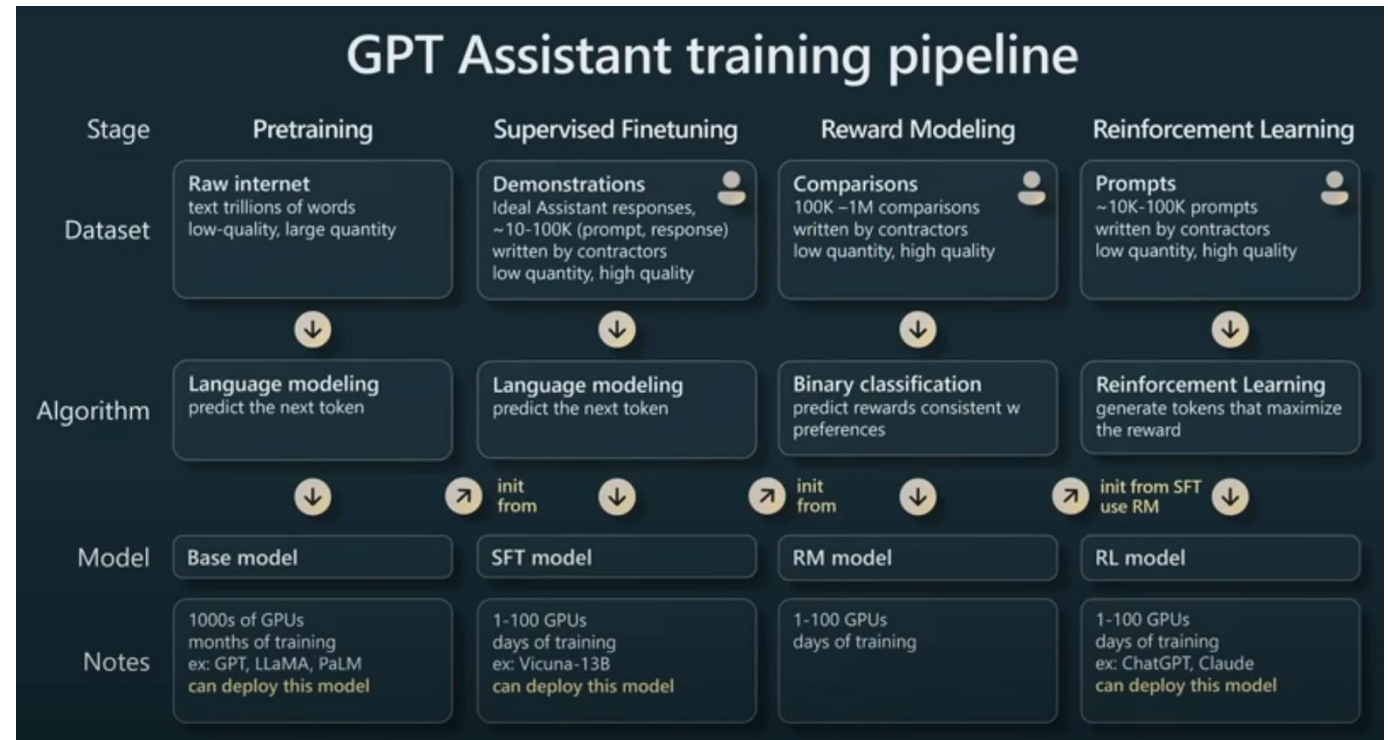 GPT Assistant training pipeline
Stage
Pretraining
Supervised Finetuning
Reward Modeling
Reinforcement Learning
Dataset
Raw internet
text trillions of words
low-quality, large quantity
Demonstrations
Ideal Assistant responses,
~10-100K (prompt, response)
written by contractors
low quantity, high quality
Comparisons
100K –1M comparisons
written by contractors
low quantity, high quality
Prompts
~10K-100K prompts
written by contractors
low quantity, high quality
Algorithm
Language modeling
predict the next token
Language modeling
predict the next token
Binary classification
predict rewards consistent w
preferences
Reinforcement Learning
generate tokens that maximize
the reward
init
from
init
from
init from SFT
use RM
Model
Base model
SFT model
RM model
RL model
Notes
1000s of GPUs
months of training
ex: GPT, LLaMA, PaLM
can deploy this model
1-100 GPUs
days of training
ex: Vicuna-13B
can deploy this model
1-100 GPUs
days of training
1-100 GPUs
days of training
ex: ChatGPT, Claude
can deploy this model